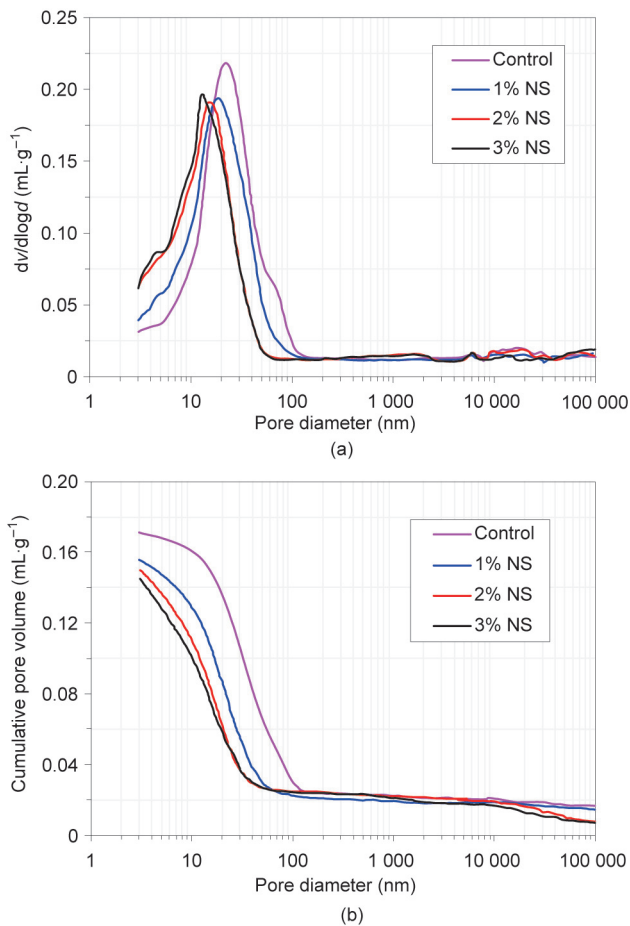 0.25
0.20
0.15
0.10
0.05
0
dv/dlogd (mL·g⁻¹)
Control
1% NS
2% NS
3% NS
1 10 100 1 000 10 000 100 000
Pore diameter (nm)
(a)
0.20
0.16
0.12
0.08
0.04
0
Cumulative pore volume (mL·g⁻¹)
Control
1% NS
2% NS
3% NS
1 10 100 1 000 10 000 100 000
Pore diameter (nm)
(b)